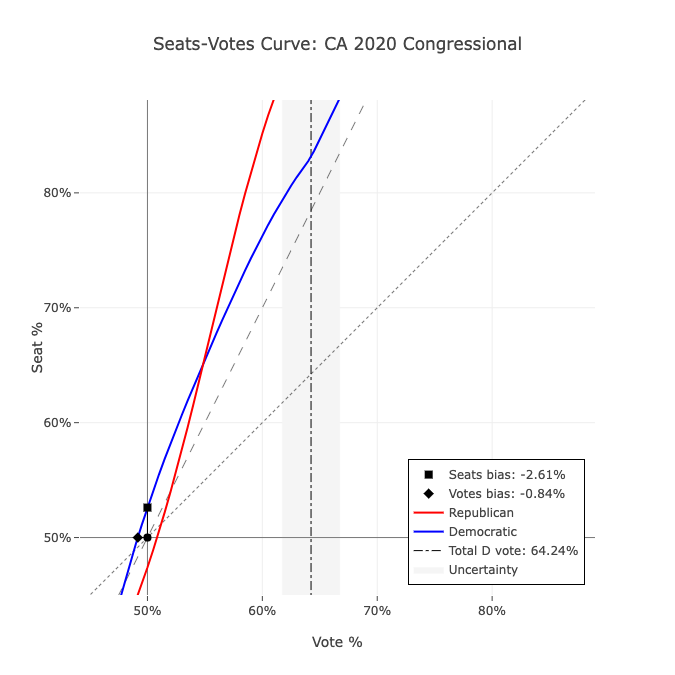 Seats-Votes Curve: CA 2020 Congressional
80%
70%
60%
50%
Seat %
50%
60%
70%
80%
Vote %
Seats bias: -2.61%
Votes bias: -0.84%
Republican
Democratic
Total D vote: 64.24%
Uncertainty